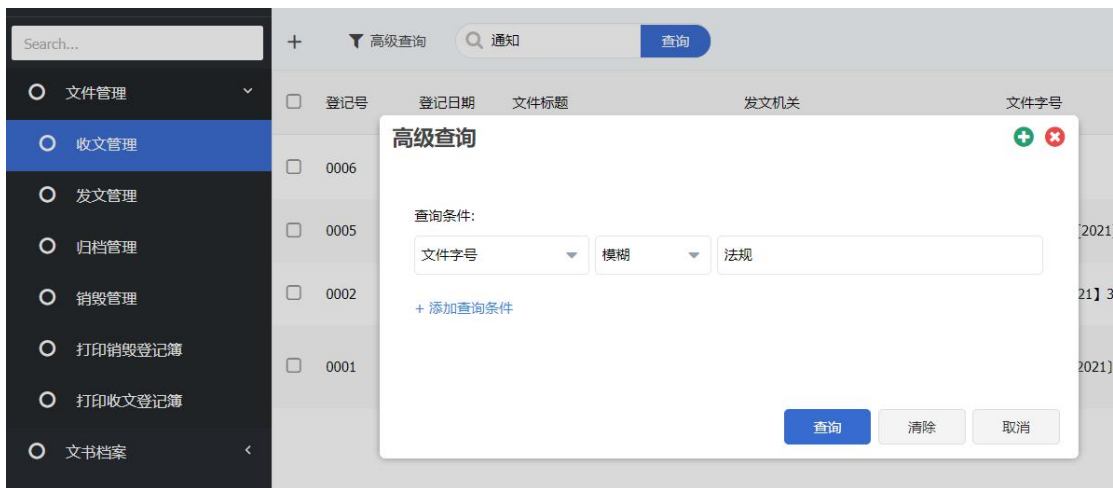 Search...
+ 高级查询 通知 查询
文件管理
登记号 登记日期 文件标题 发文机关 文件字号
收文管理
高级查询
0006
发文管理
查询条件:
0005
[2021]
归档管理
文件字号 模糊 法规
销毁管理
0002
21】3
+ 添加查询条件
打印销毁登记簿
0001
2021]
打印收文登记簿
查询 清除 取消
文书档案